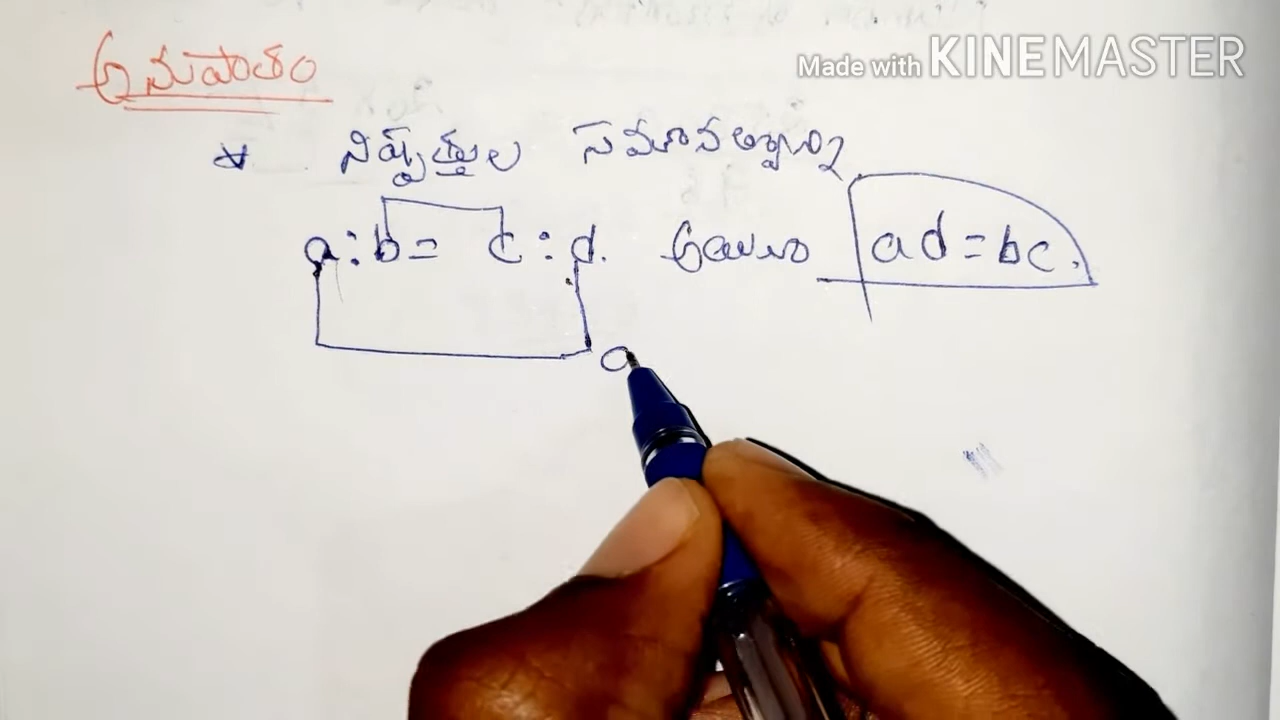 Made with KINEMASTER
అనుపాతం
* నిష్పత్తుల సమానత్వం
a:b = c:d. అయిన ad=bc.